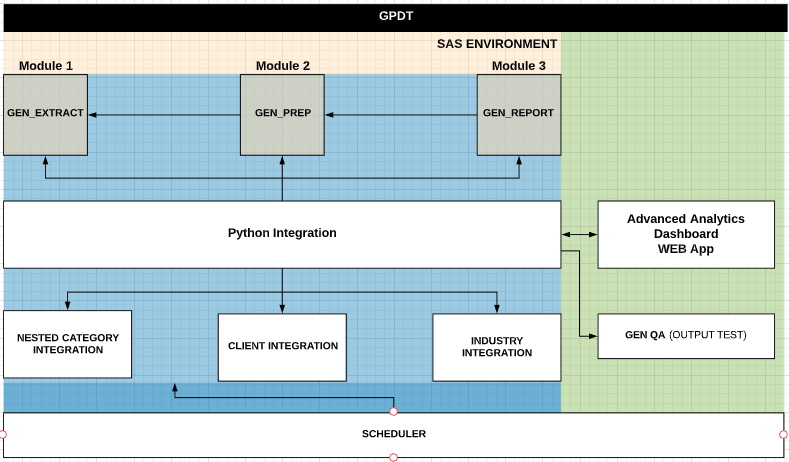 GPDT
SAS ENVIRONMENT
Module 1
Module 2
Module 3
GEN_EXTRACT
GEN_PREP
GEN_REPORT
Python Integration
Advanced Analytics
Dashboard
WEB App
NESTED CATEGORY
INTEGRATION
CLIENT INTEGRATION
INDUSTRY
INTEGRATION
GEN QA (OUTPUT TEST)
SCHEDULER